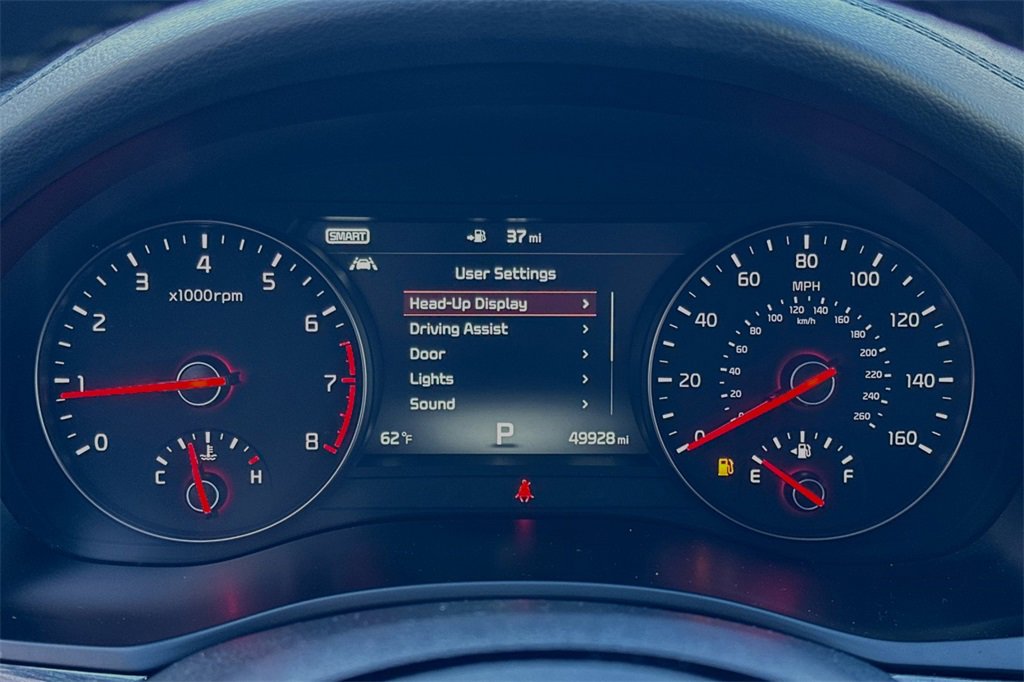 SMART
37 mi
User Settings
Head-Up Display
Driving Assist
Door
Lights
Sound
62 °F
P
49928 mi
0
1
2
3
4
5
6
7
8
x1000rpm
C
H
0
20
40
60
80
100
120
140
160
MPH
0
20
40
60
80
100
120
140
160
180
200
220
240
260
km/h
E
F